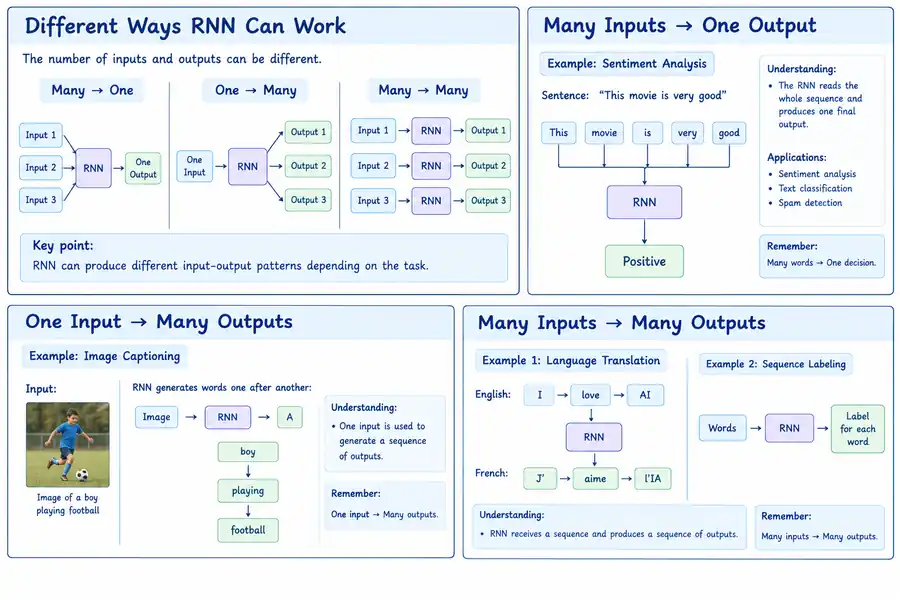 Different Ways RNN Can Work
The number of inputs and outputs can be different.
Many → One
Input 1
Input 2
Input 3
RNN
One
Output
One → Many
One
Input
RNN
Output 1
Output 2
Output 3
Many → Many
Input 1
RNN
Output 1
Input 2
RNN
Output 2
Input 3
RNN
Output 3
Key point:
RNN can produce different input-output patterns depending on the task.
Many Inputs → One Output
Example: Sentiment Analysis
Sentence: "This movie is very good"
This movie is very good
RNN
Positive
Understanding:
• The RNN reads the
whole sequence and
produces one final
output.
Applications:
• Sentiment analysis
• Text classification
• Spam detection
Remember:
Many words → One decision.
One Input → Many Outputs
Example: Image Captioning
Input:
Image of a boy
playing football
RNN generates words one after another:
Image → RNN → A
boy
playing
football
Understanding:
• One input is used to
generate a sequence
of outputs.
Remember:
One input → Many outputs.
Many Inputs → Many Outputs
Example 1: Language Translation
English: I → love → AI
RNN
French: J' → aime → l'IA
Example 2: Sequence Labeling
Words → RNN →
Label
for each
word
Understanding:
• RNN receives a sequence and produces a sequence of outputs.
Remember:
Many inputs → Many outputs.